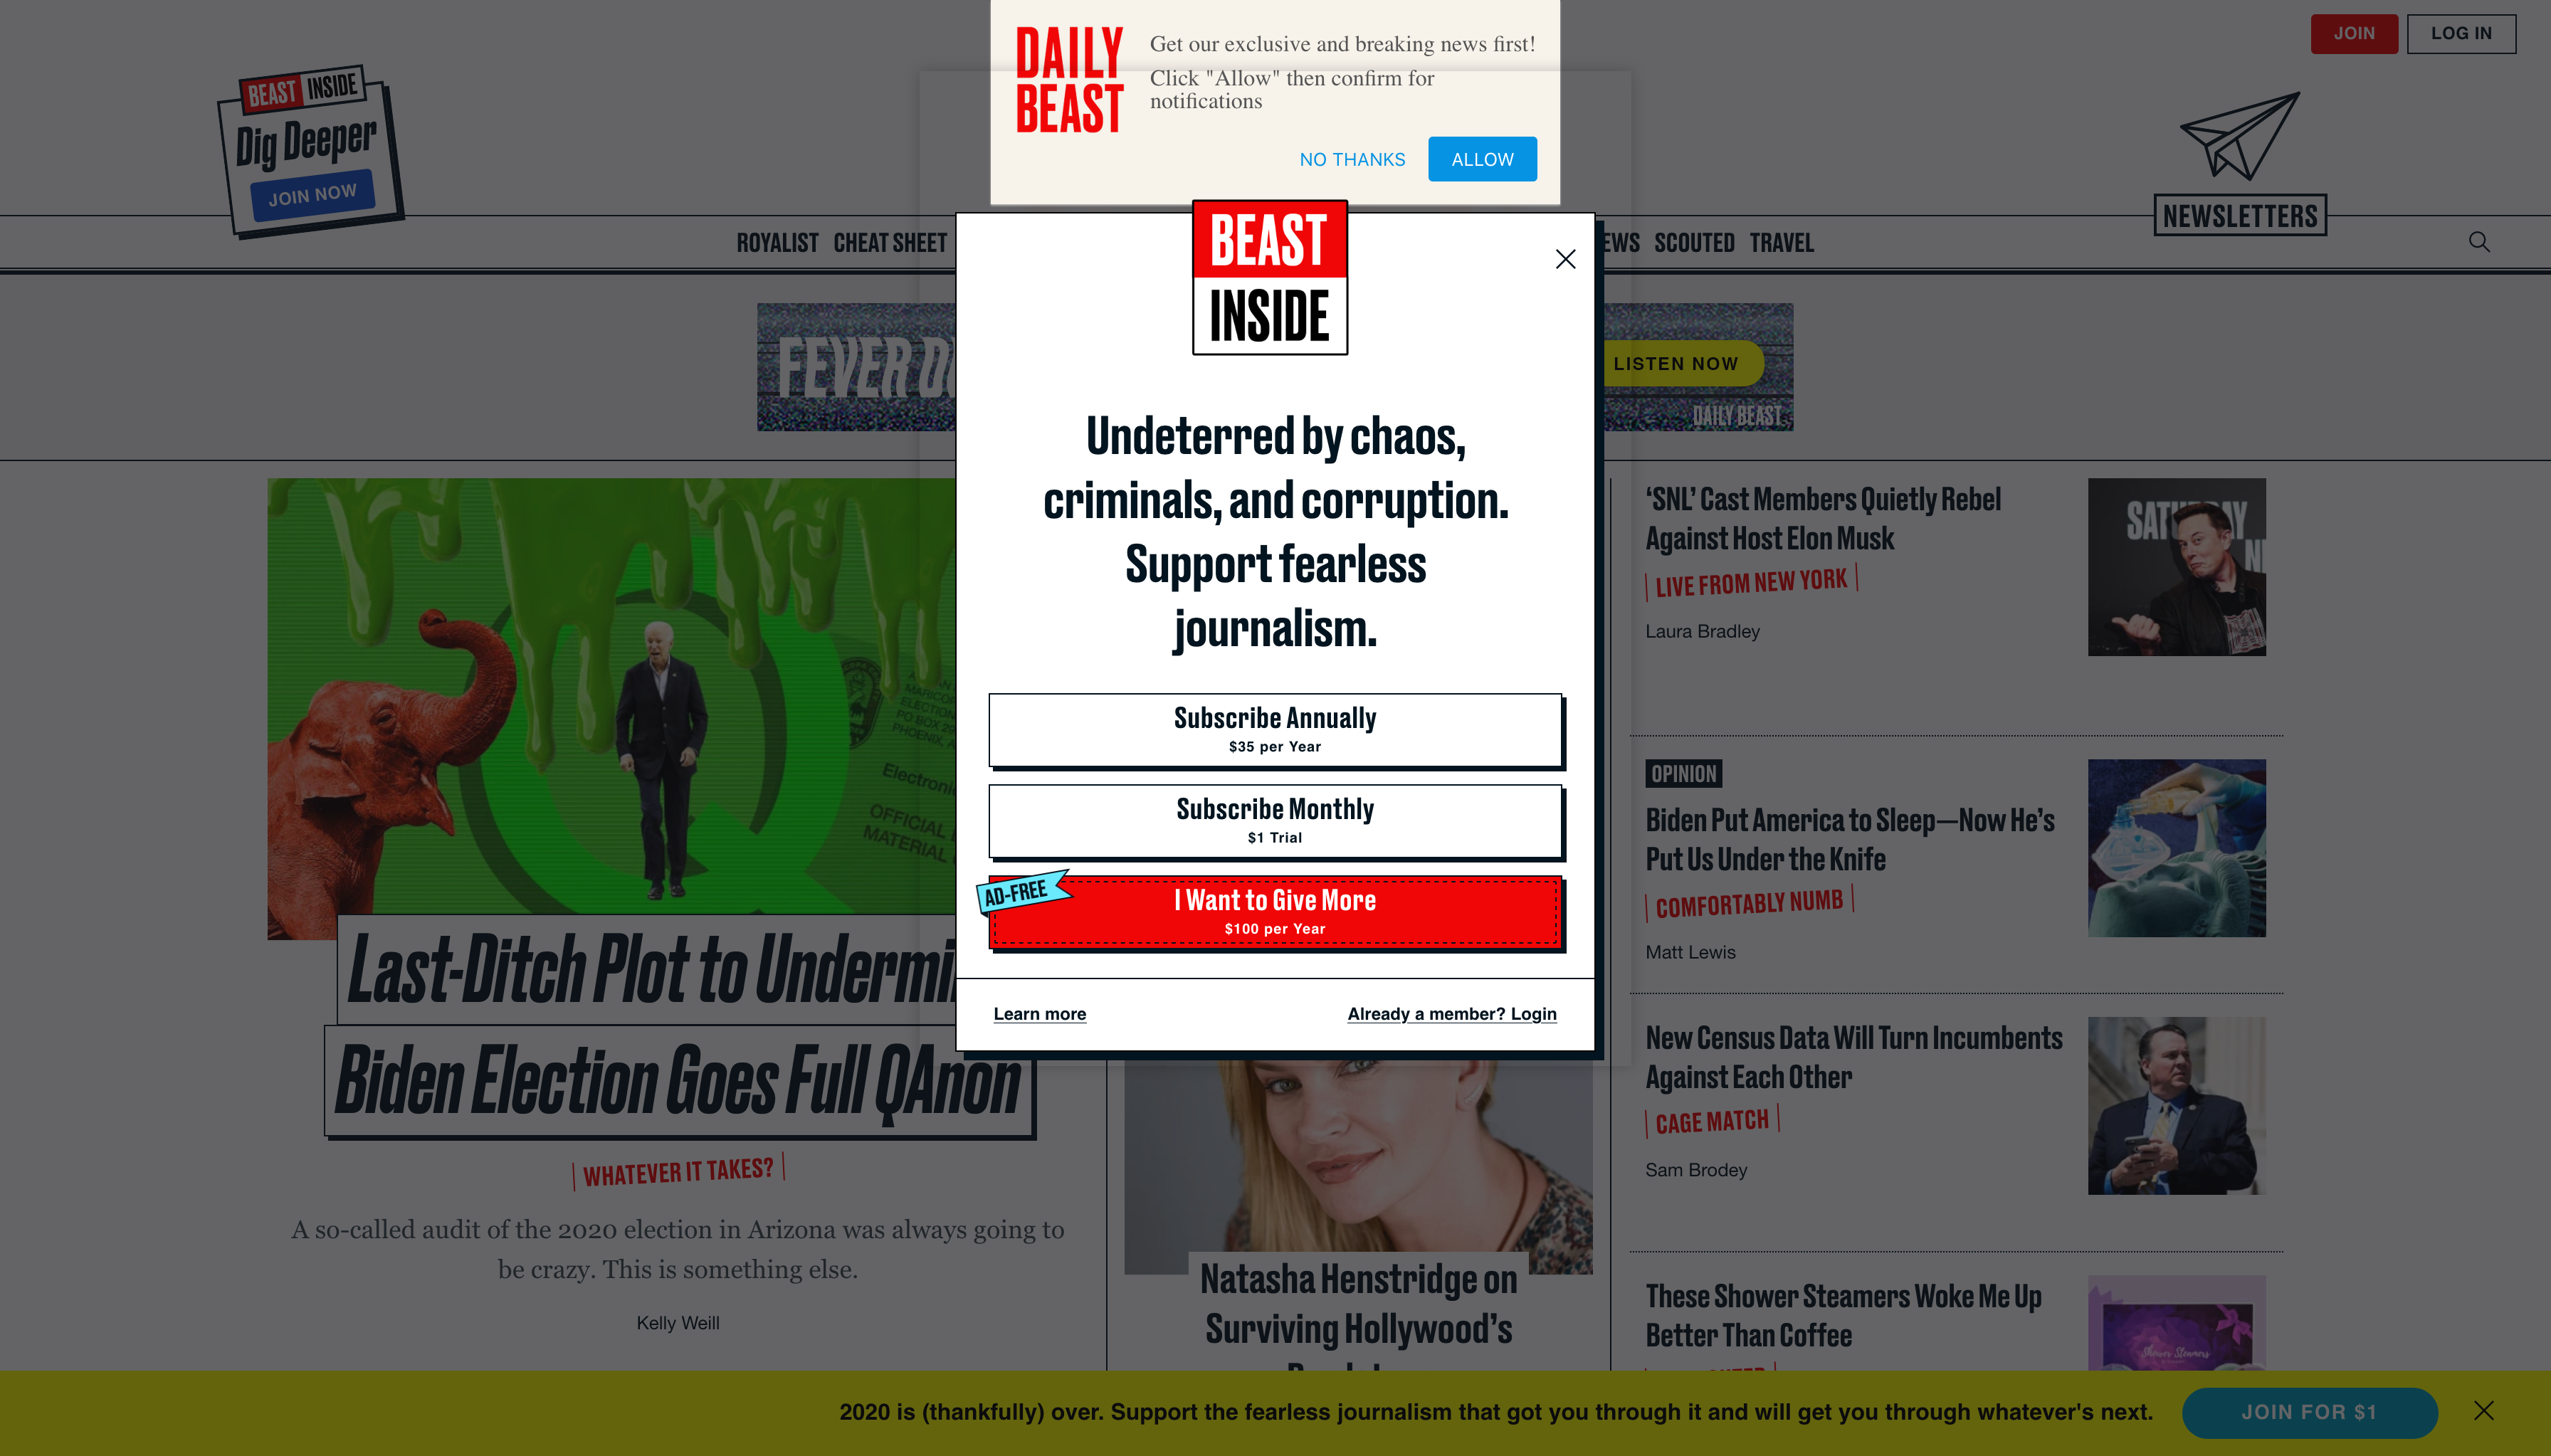 DAILY
BEAST
Get our exclusive and breaking news first!
Click "Allow" then confirm for
notifications
NO THANKS
ALLOW
JOIN
LOG IN
BEAST INSIDE
Dig Deeper
JOIN NOW
NEWSLETTERS
ROYALIST
CHEAT SHEET
SCOUTED
TRAVEL
FEVER
LISTEN NOW
DAILY BEAST
BEAST
INSIDE
Undeterred by chaos,
criminals, and corruption.
Support fearless
journalism.
Subscribe Annually
$35 per Year
Subscribe Monthly
$1 Trial
AD-FREE
I Want to Give More
$100 per Year
Learn more
Already a member? Login
OFFICIAL
MATERIAL
Last-Ditch Plot to
Biden Election Goes Full QAnon
WHATEVER IT TAKES?
A so-called audit of the 2020 election in Arizona was always going to
be crazy. This is something else.
Kelly Weill
Natasha Henstridge on
Surviving Hollywood’s
‘SNL’ Cast Members Quietly Rebel
Against Host Elon Musk
LIVE FROM NEW YORK
Laura Bradley
OPINION
Biden Put America to Sleep—Now He’s
Put Us Under the Knife
COMFORTABLY NUMB
Matt Lewis
New Census Data Will Turn Incumbents
Against Each Other
CAGE MATCH
Sam Brodey
These Shower Steamers Woke Me Up
Better Than Coffee
Shower Steamers
2020 is (thankfully) over. Support the fearless journalism that got you through it and will get you through whatever's next.
JOIN FOR $1